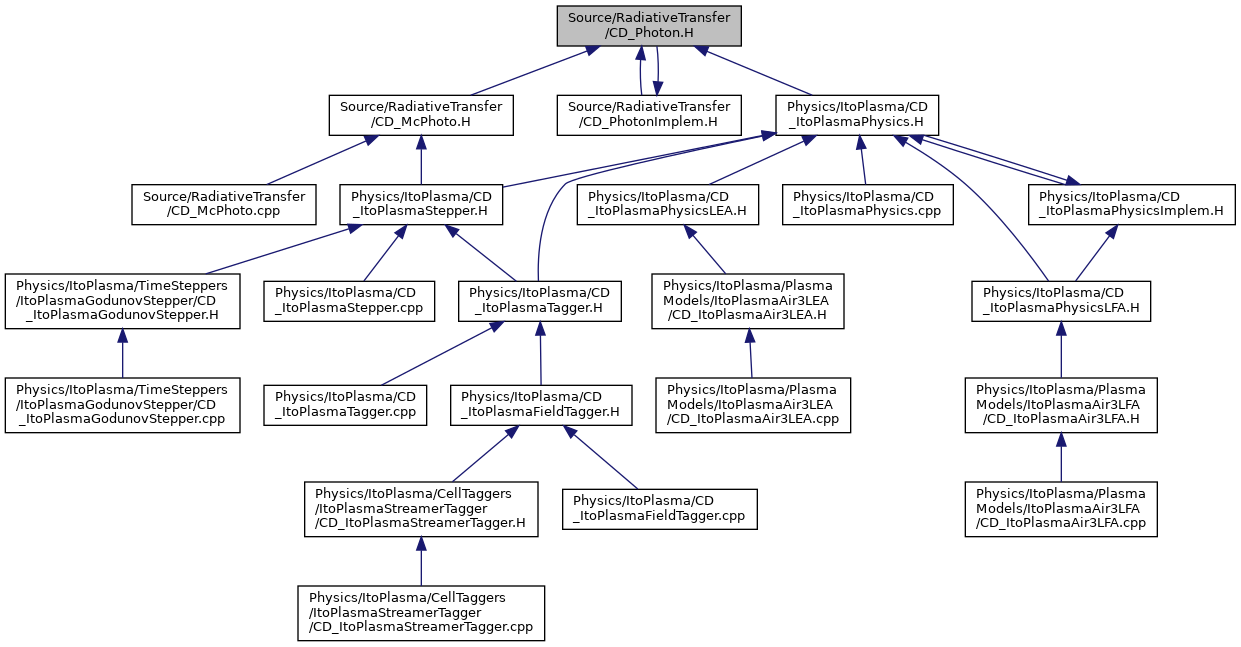 Source/RadiativeTransfer
/CD_Photon.H
Source/RadiativeTransfer
/CD_McPhoto.H
Source/RadiativeTransfer
/CD_PhotonImplem.H
Physics/ItoPlasma/CD
_ItoPlasmaPhysics.H
Source/RadiativeTransfer
/CD_McPhoto.cpp
Physics/ItoPlasma/CD
_ItoPlasmaStepper.H
Physics/ItoPlasma/CD
_ItoPlasmaPhysicsLEA.H
Physics/ItoPlasma/CD
_ItoPlasmaPhysics.cpp
Physics/ItoPlasma/CD
_ItoPlasmaPhysicsImplem.H
Physics/ItoPlasma/TimeSteppers
/ItoPlasmaGodunovStepper/CD
_ItoPlasmaGodunovStepper.H
Physics/ItoPlasma/CD
_ItoPlasmaStepper.cpp
Physics/ItoPlasma/CD
_ItoPlasmaTagger.H
Physics/ItoPlasma/Plasma
Models/ItoPlasmaAir3LEA
/CD_ItoPlasmaAir3LEA.H
Physics/ItoPlasma/CD
_ItoPlasmaPhysicsLFA.H
Physics/ItoPlasma/TimeSteppers
/ItoPlasmaGodunovStepper/CD
_ItoPlasmaGodunovStepper.cpp
Physics/ItoPlasma/CD
_ItoPlasmaTagger.cpp
Physics/ItoPlasma/CD
_ItoPlasmaFieldTagger.H
Physics/ItoPlasma/Plasma
Models/ItoPlasmaAir3LEA
/CD_ItoPlasmaAir3LEA.cpp
Physics/ItoPlasma/Plasma
Models/ItoPlasmaAir3LFA
/CD_ItoPlasmaAir3LFA.H
Physics/ItoPlasma/CellTaggers
/ItoPlasmaStreamerTagger
/CD_ItoPlasmaStreamerTagger.H
Physics/ItoPlasma/CD
_ItoPlasmaFieldTagger.cpp
Physics/ItoPlasma/Plasma
Models/ItoPlasmaAir3LFA
/CD_ItoPlasmaAir3LFA.cpp
Physics/ItoPlasma/CellTaggers
/ItoPlasmaStreamerTagger
/CD_ItoPlasmaStreamerTagger.cpp